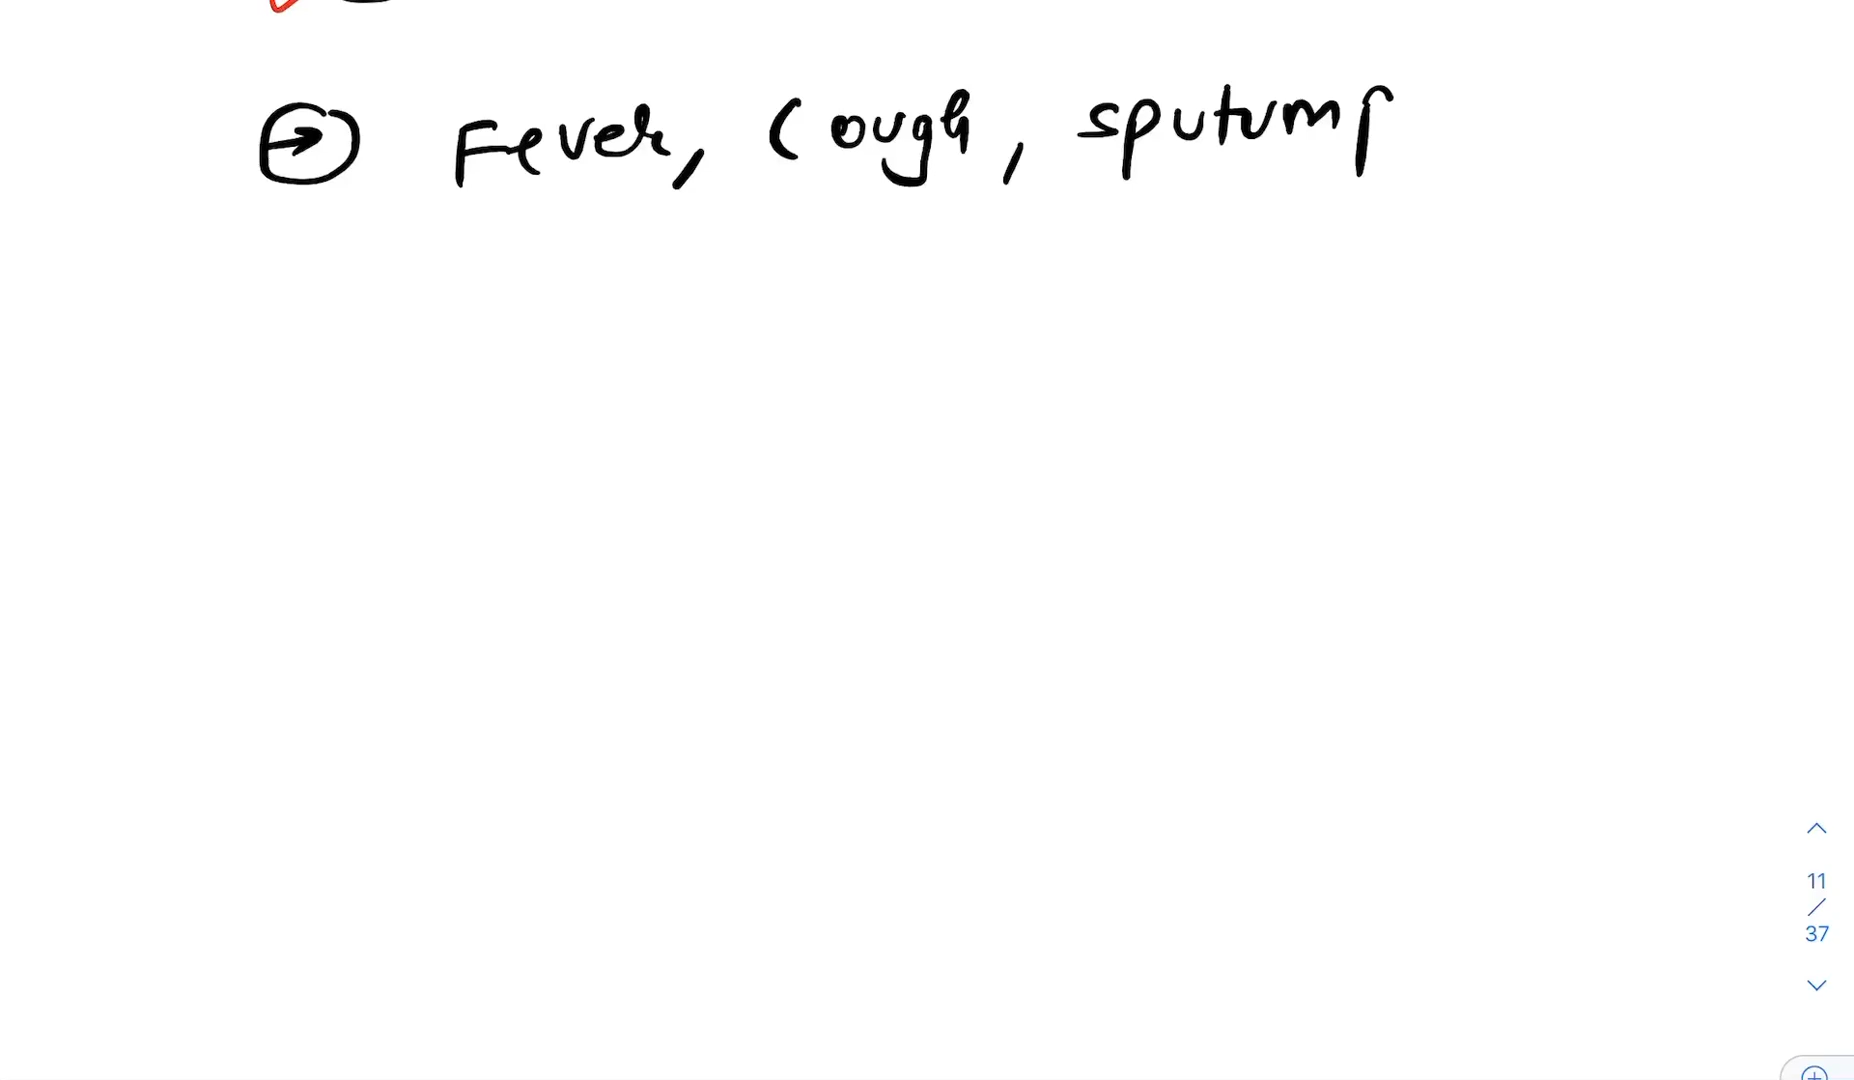 → Fever, Cough, sputum
11
/
37